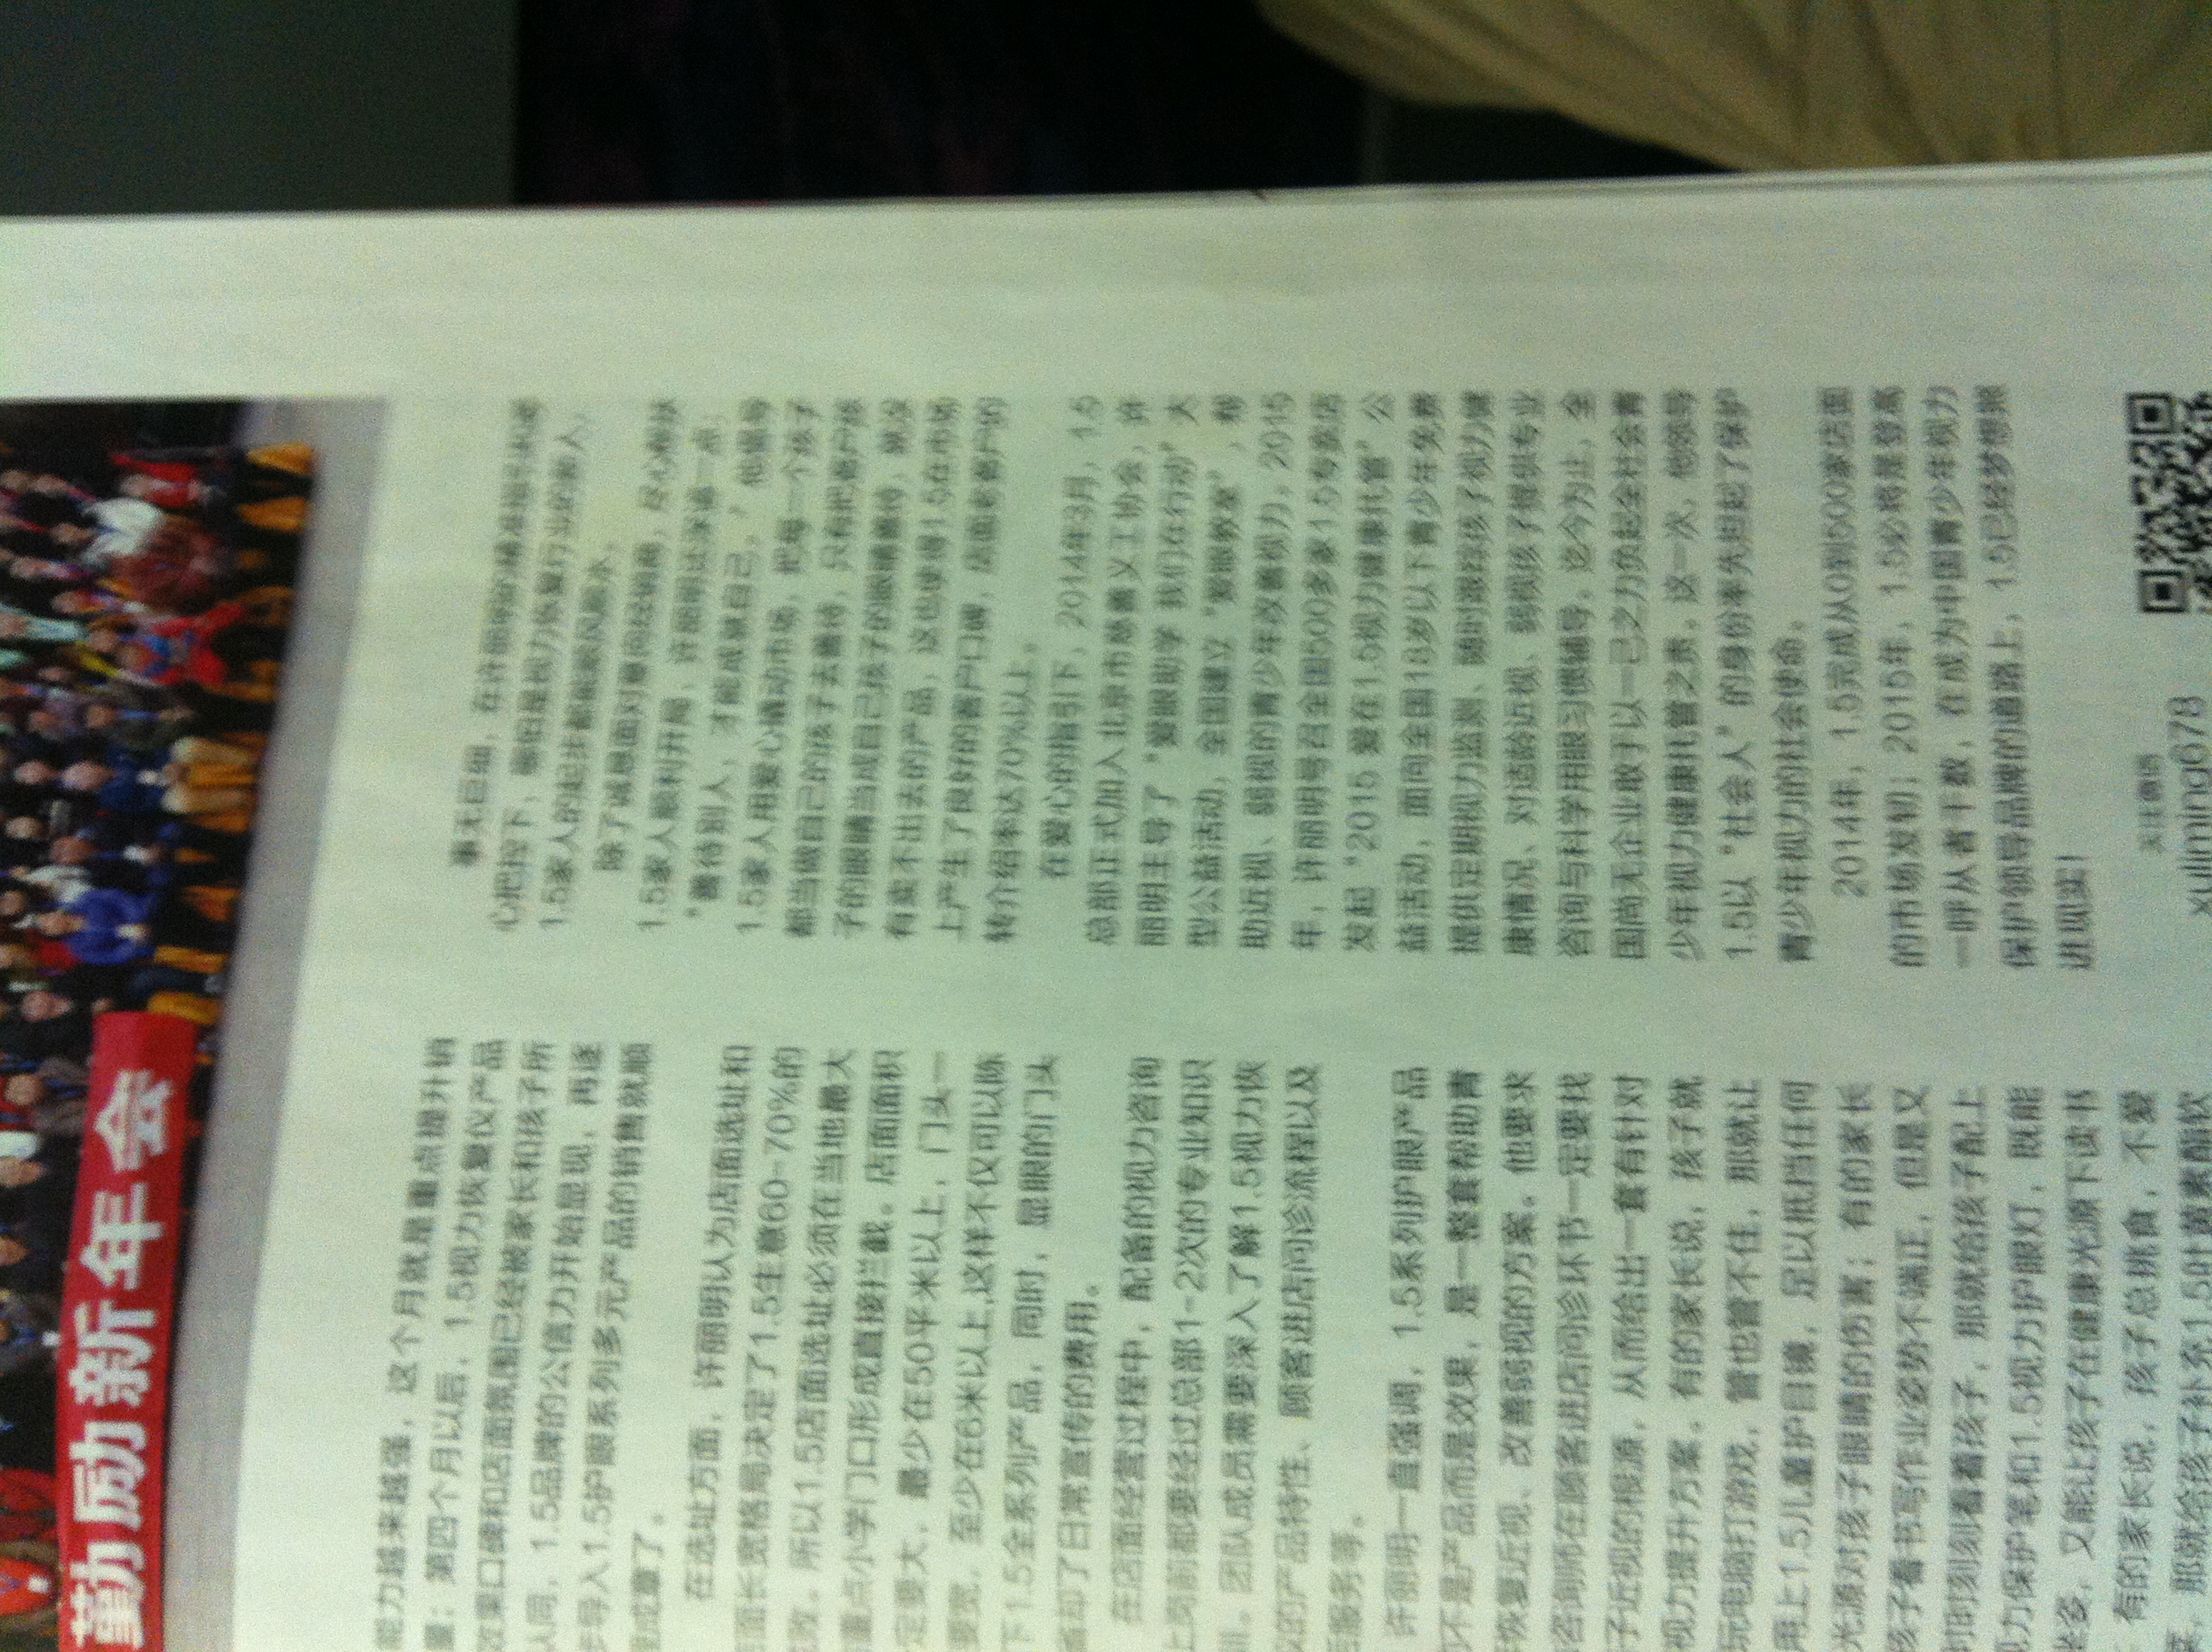 勤励新年会
能力越来越强，这个月就是重点提升销
量；第四个月以后，1.5视力恢复仪产品
效果口碑和店面氛围已经被家长和孩子所
认同，1.5品牌的公信力开始显现，再逐
步导入1.5护眼系列多元产品的销售就顺
理成章了。
在选址方面，许丽明认为店面选址和
店面长宽格局决定了1.5生意60-70%的
成败。所以1.5店面选址必须在当地最大
重点小学门口形成直接拦截。店面面积
一定要大，最少在50平米以上，门头一
要宽，至少在6米以上,这样不仅可以陈
下1.5全系列产品，同时，显眼的门头
省却了日常宣传的费用。
在店面经营过程中，配备的视力咨询
上岗前都要经过总部1-2次的专业知识
训。团队成员需要深入了解1.5视力恢
仪的产品特性、顾客进店问诊流程以及
后服务等。
许丽明一直强调，1.5系列护眼产品
的不是产品而是效果，是一整套帮助青
年恢复近视、改善弱视的方案。他要求
咨询师在顾客进店问诊环节一定要找
孩子近视的根源，从而给出一套有针对
视力提升方案。有的家长说，孩子就
玩电脑打游戏，管也管不住，那就让
用上1.5儿童护目镜，足以抵挡任何
光源对孩子眼睛的伤害；有的家长
孩子看书写作业姿势不端正，但是又
时时刻刻看着孩子，那就给孩子配上
视力保护笔和1.5视力护眼灯，既能
坐姿，又能让孩子在健康光源下读书
有的家长说，孩子总挑食，不爱
菜，那就给孩子补充1.5叶黄素酯软
事无巨细，在许丽明的精准指引和
心把控下，哪怕是视力恢复行业的新人，
1.5家人的起步都能顺风顺水。
除了诚恳面对意向经销商，尽心帮扶
1.5家人顺利开局，许丽明还深谙一点：
“善待别人，才能成就自己。”他倡导
1.5家人用爱心撬动市场，把每一个孩子
都当做自己的孩子去善待，只有把客户孩
子的眼睛当成自己孩子的眼睛善待，就没
有卖不出去的产品，这也使得1.5在市场
上产生了良好的客户口碑，店面老客户的
转介绍率达70%以上。
在爱心的指引下，2014年3月，1.5
总部正式加入北京市慈善义工协会，许
丽明主导了“爱眼助学 我们在行动”大
型公益活动，全国建立“爱眼教室”，帮
助近视、弱视的青少年改善视力。2015
年，许丽明号召全国500多家1.5专卖店
发起“2015 爱在1.5视力健康托管”公
益活动，面向全国18岁以下青少年免费
提供定期视力监测、随时跟踪孩子视力健
康情况、对适龄近视、弱视孩子提供专业
咨询与科学用眼习惯辅导。迄今为止，全
国尚无企业敢于以一己之力负起全社会青
少年视力健康托管之责。这一次，他领导
1.5以“社会人”的身份率先担起了保护
青少年视力的社会使命。
2014年，1.5完成从0到500家店面
的市场发轫；2015年，1.5必将是登高
一呼从者千数，在成为中国青少年视力
保护领导品牌的道路上，1.5已经梦想照
进现实！
关注微信
xuliming678